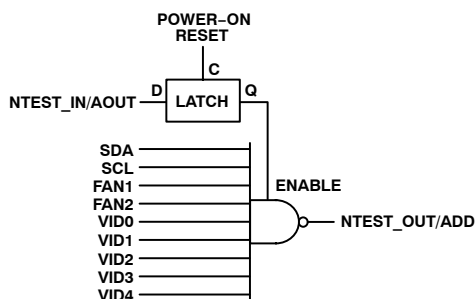 POWER-ON
RESET
C
D
Q
NTEST_IN/AOUT
LATCH
SDA
SCL
FAN1
ENABLE
FAN2
VID0
NTEST_OUT/ADD
VID1
VID2
VID3
VID4